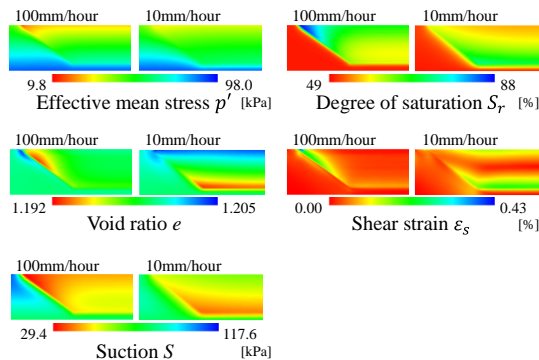 100mm/hour 10mm/hour 100mm/hour 10mm/hour
9.8 98.0 49 88
Effective mean stress p′ [kPa] Degree of saturation Sᵣ [%]
100mm/hour 10mm/hour 100mm/hour 10mm/hour
1.192 1.205 0.00 0.43
Void ratio e Shear strain εₛ [%]
100mm/hour 10mm/hour
29.4 117.6
Suction S [kPa]